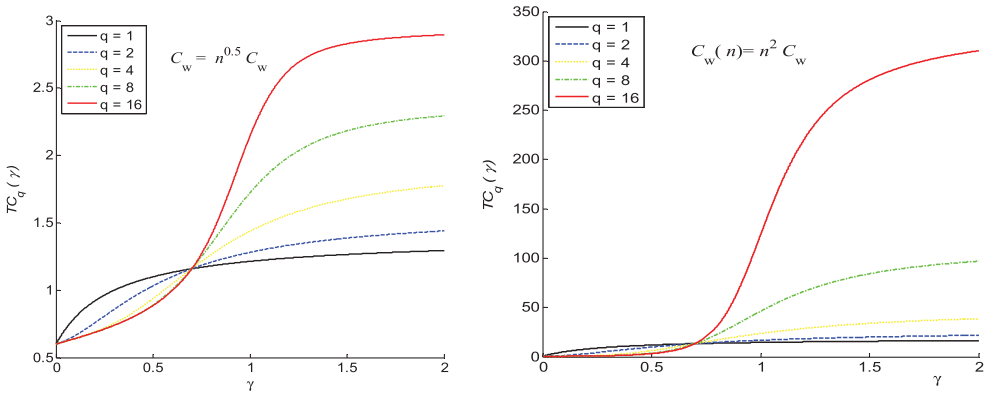 3
2.5
2
1.5
1
0.5
0
0.5
1
1.5
2
TC_q (γ)
γ
q = 1
q = 2
q = 4
q = 8
q = 16
C_w = n^0.5 C_w
350
300
250
200
150
100
50
0
0
0.5
1
1.5
2
TC_q (γ)
γ
q = 1
q = 2
q = 4
q = 8
q = 16
C_w( n)= n^2 C_w